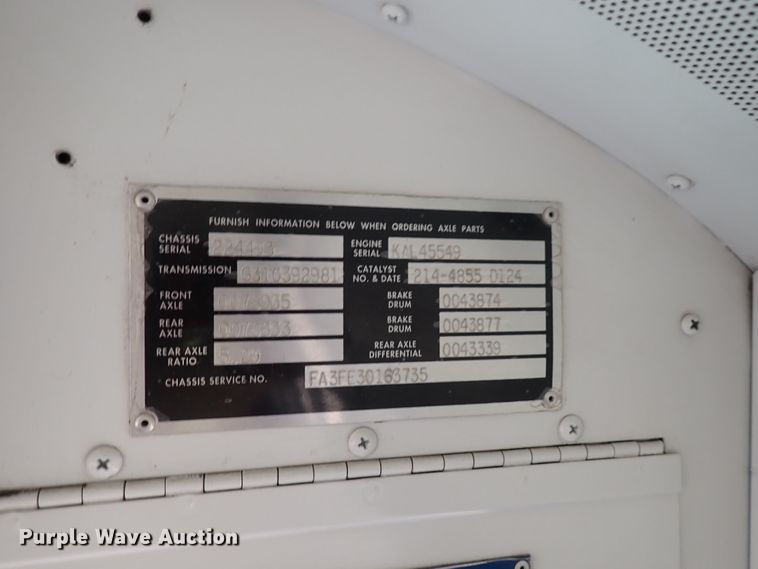 FURNISH INFORMATION BELOW WHEN ORDERING AXLE PARTS
CHASSIS SERIAL
ENGINE SERIAL KAL45549
TRANSMISSION 6310392981
CATALYST NO. & DATE 214-4855 0124
FRONT AXLE
BRAKE DRUM 0043874
REAR AXLE
BRAKE DRUM 0043877
REAR AXLE RATIO
REAR AXLE DIFFERENTIAL 0043339
CHASSIS SERVICE NO. FA3FE30163735
Purple Wave Auction